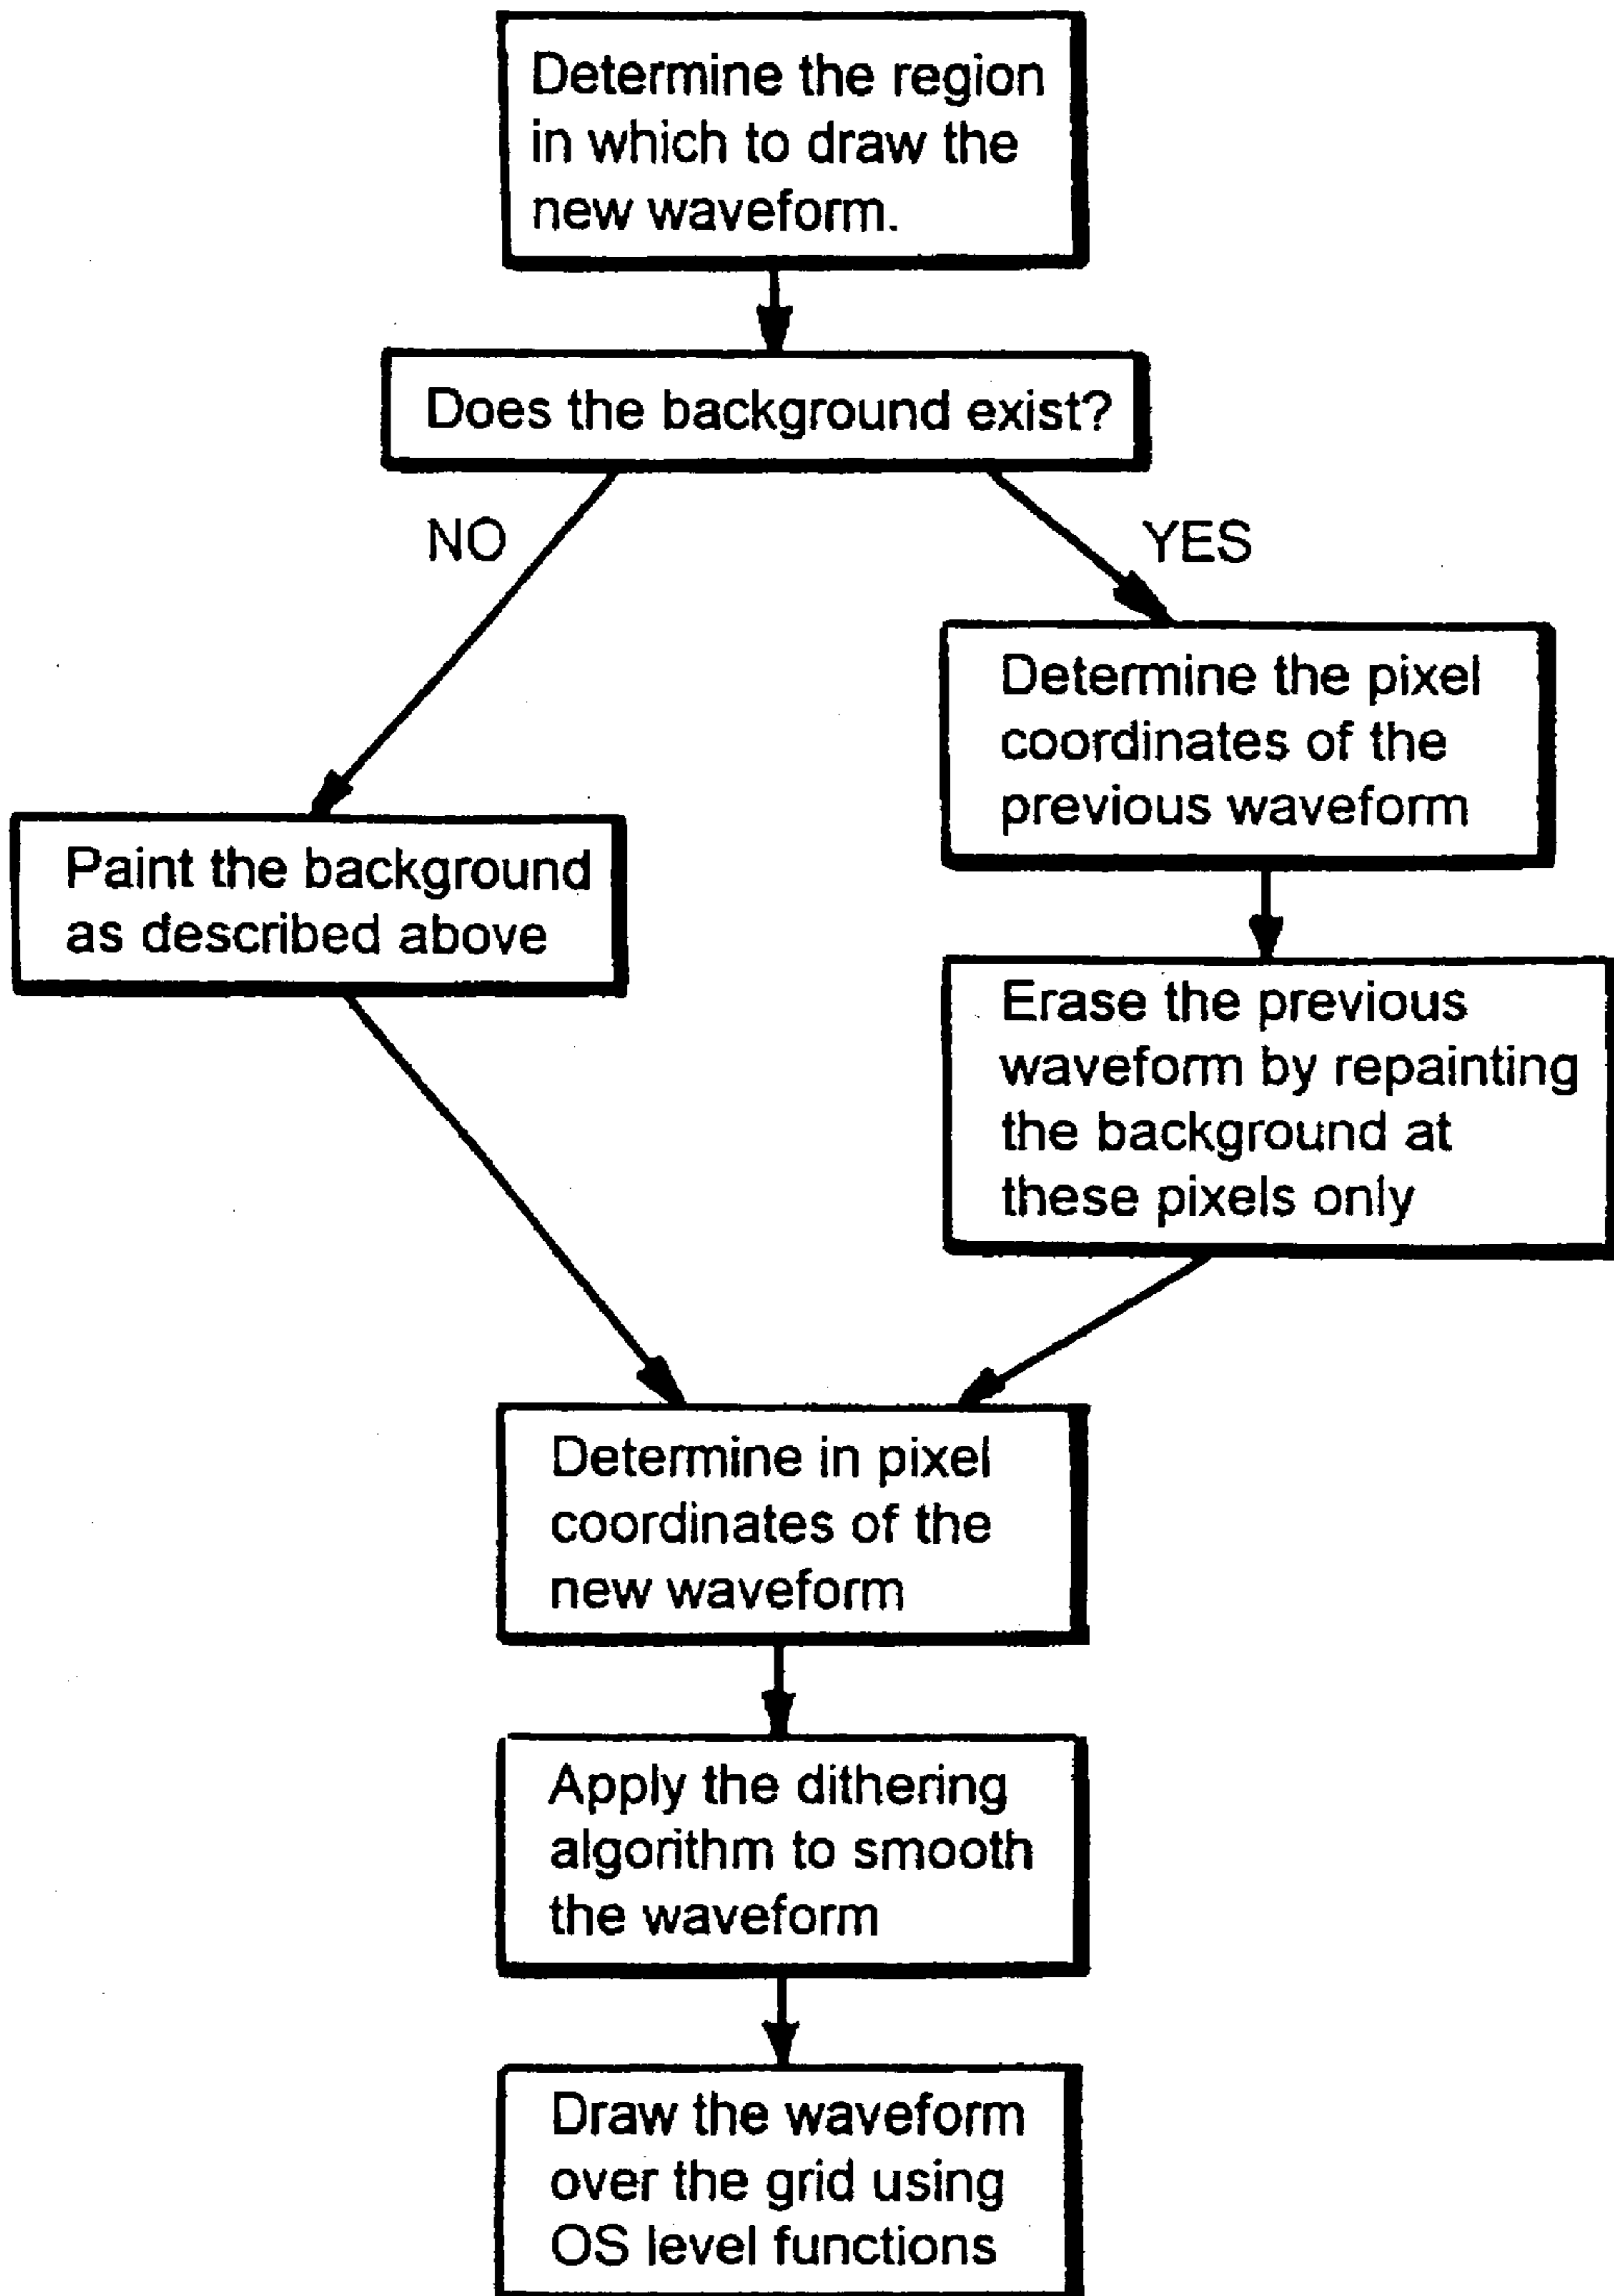 Determine the region
in which to draw the
new waveform.
Does the background exist?
NO
YES
Determine the pixel
coordinates of the
previous waveform
Paint the background
as described above
Erase the previous
waveform by repainting
the background at
these pixels only
Determine in pixel
coordinates of the
new waveform
Apply the dithering
algorithm to smooth
the waveform
Draw the waveform
over the grid using
OS level functions